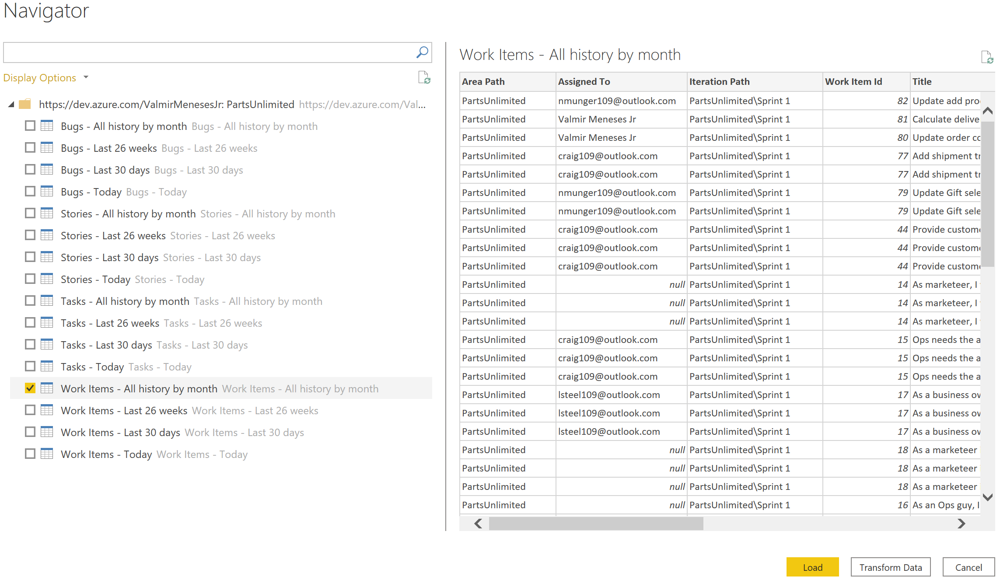 Navigator
Display Options
https://dev.azure.com/ValmirMenesesJr: PartsUnlimited https://dev.azure.com/Val...
Bugs - All history by month Bugs - All history by month
Bugs - Last 26 weeks Bugs - Last 26 weeks
Bugs - Last 30 days Bugs - Last 30 days
Bugs - Today Bugs - Today
Stories - All history by month Stories - All history by month
Stories - Last 26 weeks Stories - Last 26 weeks
Stories - Last 30 days Stories - Last 30 days
Stories - Today Stories - Today
Tasks - All history by month Tasks - All history by month
Tasks - Last 26 weeks Tasks - Last 26 weeks
Tasks - Last 30 days Tasks - Last 30 days
Tasks - Today Tasks - Today
Work Items - All history by month Work Items - All history by month
Work Items - Last 26 weeks Work Items - Last 26 weeks
Work Items - Last 30 days Work Items - Last 30 days
Work Items - Today Work Items - Today
Work Items - All history by month
Area Path Assigned To Iteration Path Work Item Id Title
PartsUnlimited nmunger109@outlook.com PartsUnlimited\Sprint 1 82 Update add
PartsUnlimited Valmir Meneses Jr PartsUnlimited\Sprint 1 81 Calculate
PartsUnlimited Valmir Meneses Jr PartsUnlimited\Sprint 1 80 Update order
PartsUnlimited craig109@outlook.com PartsUnlimited\Sprint 1 77 Add shipment
PartsUnlimited craig109@outlook.com PartsUnlimited\Sprint 1 77 Add shipment
PartsUnlimited nmunger109@outlook.com PartsUnlimited\Sprint 1 79 Update Gift sele
PartsUnlimited nmunger109@outlook.com PartsUnlimited\Sprint 1 79 Update Gift sele
PartsUnlimited craig109@outlook.com PartsUnlimited\Sprint 1 44 Provide
PartsUnlimited craig109@outlook.com PartsUnlimited\Sprint 1 44 Provide
PartsUnlimited craig109@outlook.com PartsUnlimited\Sprint 1 44 Provide
PartsUnlimited null PartsUnlimited\Sprint 1 14 As marketeer, I
PartsUnlimited null PartsUnlimited\Sprint 1 14 As marketeer, I
PartsUnlimited null PartsUnlimited\Sprint 1 14 As marketeer, I
PartsUnlimited craig109@outlook.com PartsUnlimited\Sprint 1 15 Ops needs the a
PartsUnlimited craig109@outlook.com PartsUnlimited\Sprint 1 15 Ops needs the a
PartsUnlimited craig109@outlook.com PartsUnlimited\Sprint 1 15 Ops needs the a
PartsUnlimited lsteel109@outlook.com PartsUnlimited\Sprint 1 17 As a business
PartsUnlimited lsteel109@outlook.com PartsUnlimited\Sprint 1 17 As a business
PartsUnlimited lsteel109@outlook.com PartsUnlimited\Sprint 1 17 As a business
PartsUnlimited null PartsUnlimited\Sprint 1 18 As a marketeer
PartsUnlimited null PartsUnlimited\Sprint 1 18 As a marketeer
PartsUnlimited null PartsUnlimited\Sprint 1 18 As a marketeer
PartsUnlimited null PartsUnlimited\Sprint 1 16 As an Ops guy, I
Load Transform Data Cancel